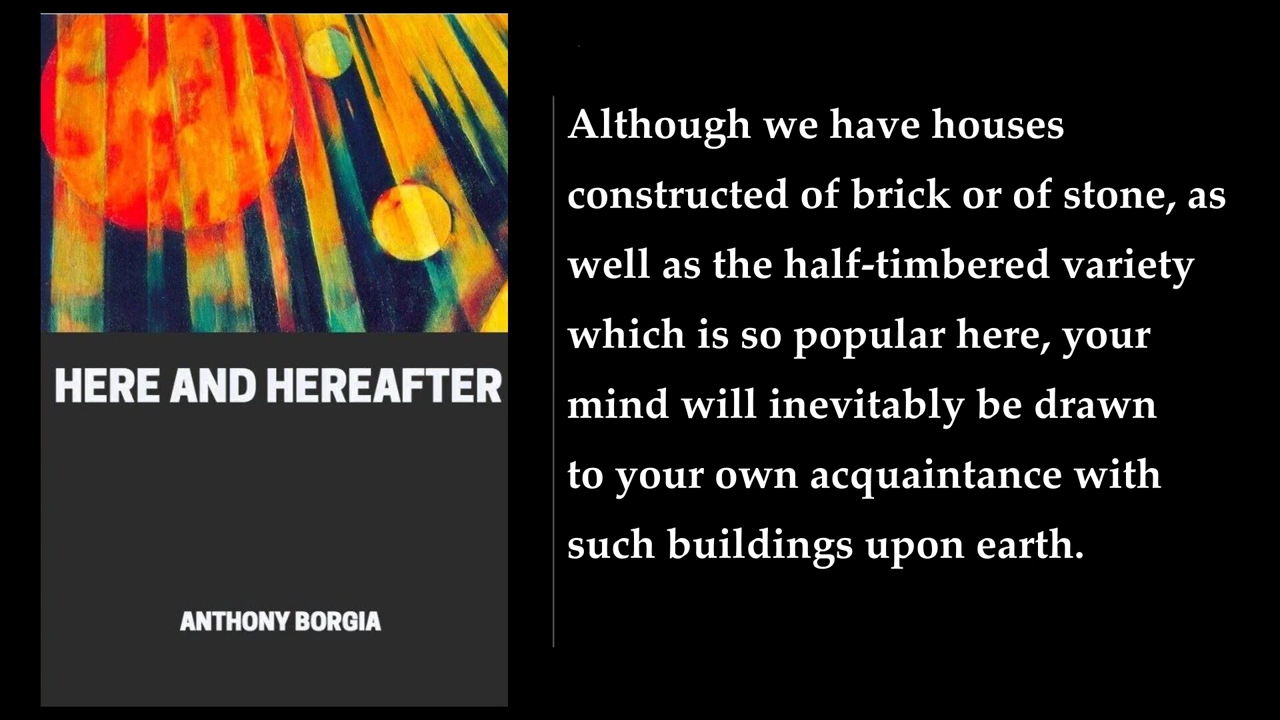 HERE AND HEREAFTER
ANTHONY BORGIA
Although we have houses
constructed of brick or of stone, as
well as the half-timbered variety
which is so popular here, your
mind will inevitably be drawn
to your own acquaintance with
such buildings upon earth.